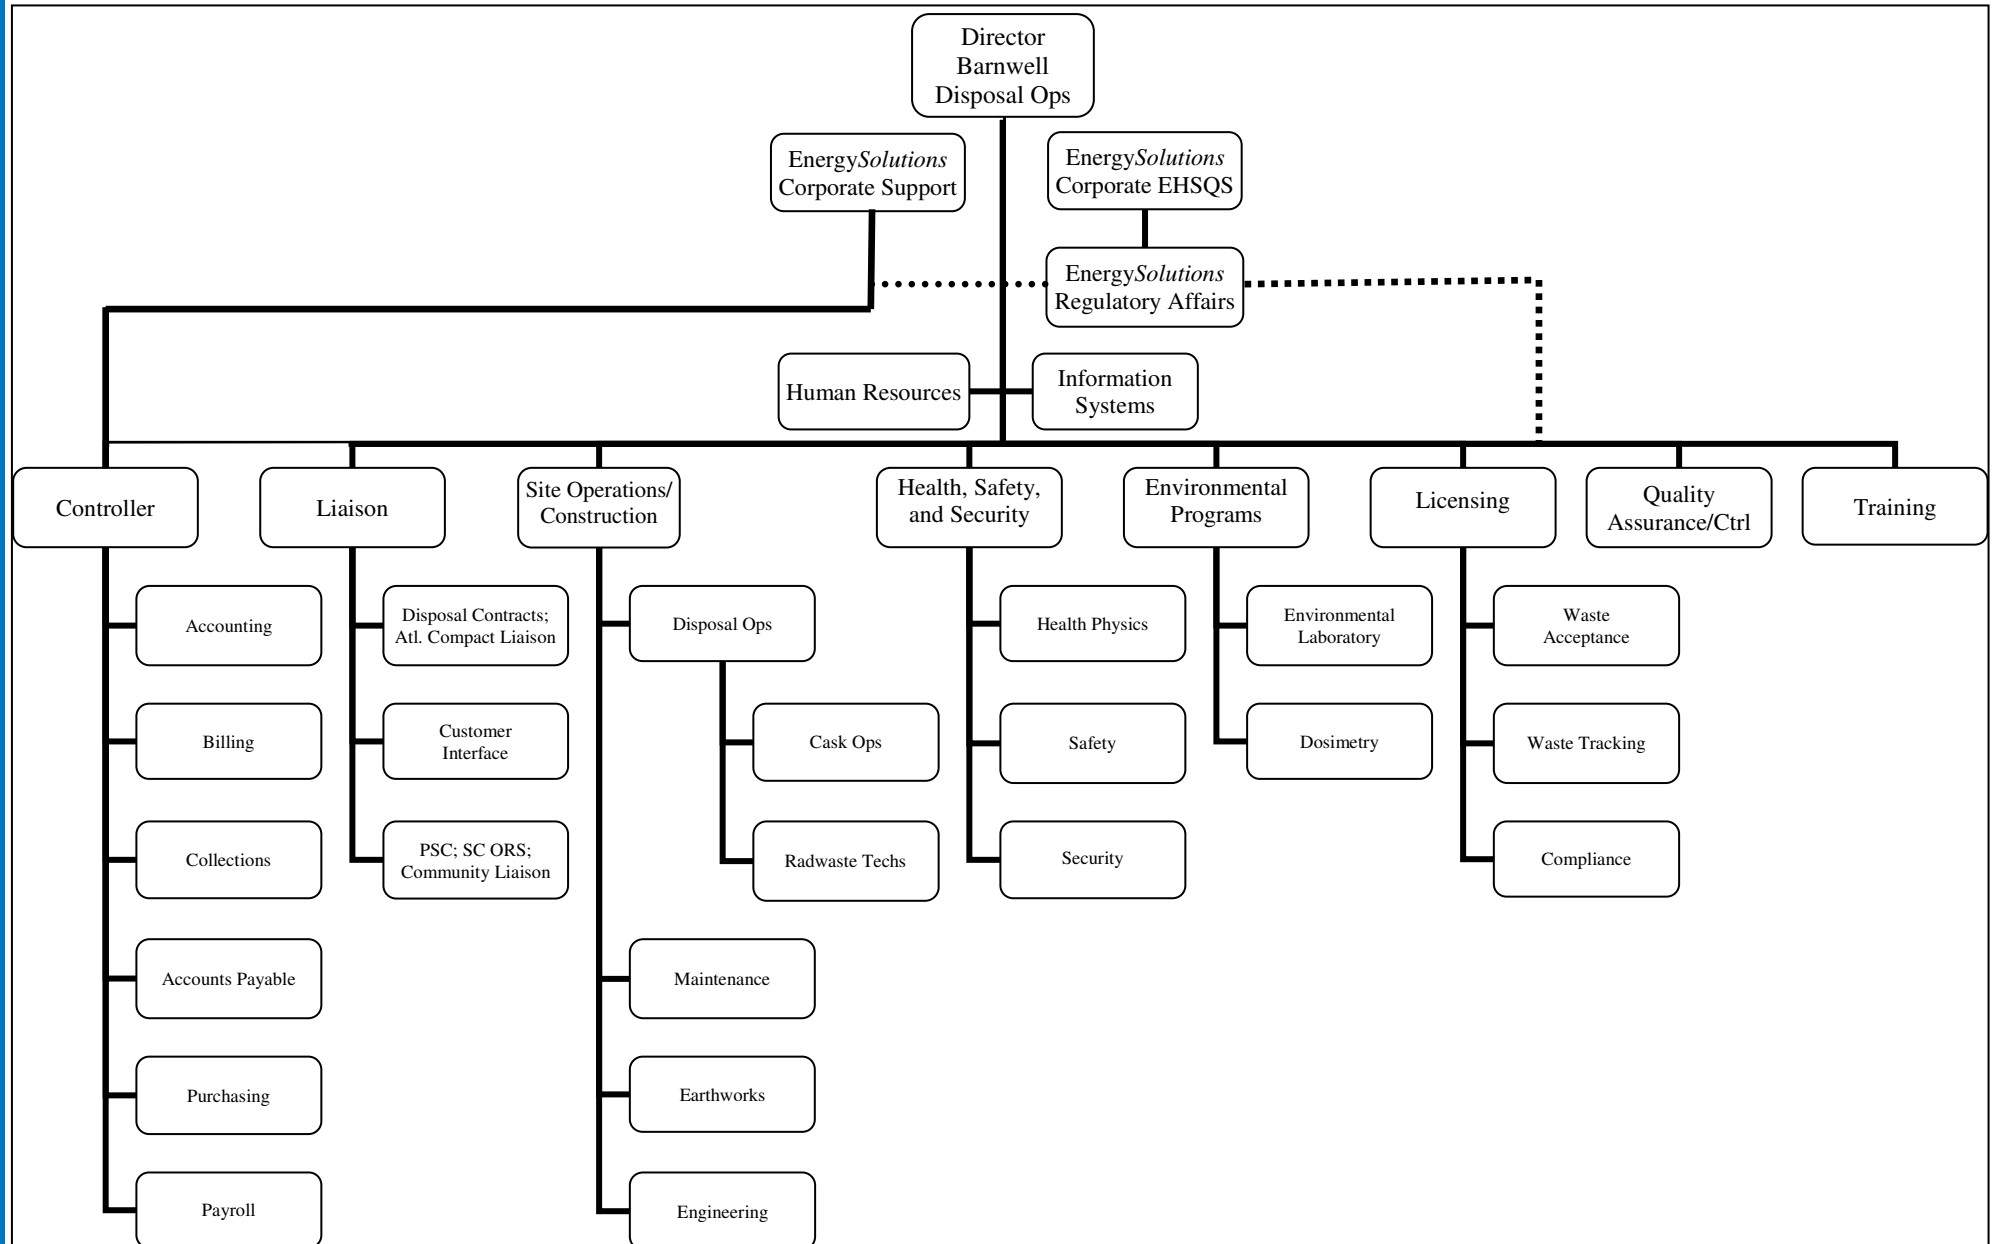 Director
Barnwell
Disposal Ops
EnergySolutions
Corporate Support
EnergySolutions
Corporate EHSQS
EnergySolutions
Regulatory Affairs
Human Resources
Information
Systems
Controller
Liaison
Site Operations/
Construction
Health, Safety,
and Security
Environmental
Programs
Licensing
Quality
Assurance/Ctrl
Training
Accounting
Billing
Collections
Accounts Payable
Purchasing
Payroll
Disposal Contracts;
Atl. Compact Liaison
Customer
Interface
PSC; SC ORS;
Community Liaison
Disposal Ops
Cask Ops
Radwaste Techs
Maintenance
Earthworks
Engineering
Health Physics
Safety
Security
Environmental
Laboratory
Dosimetry
Waste
Acceptance
Waste Tracking
Compliance